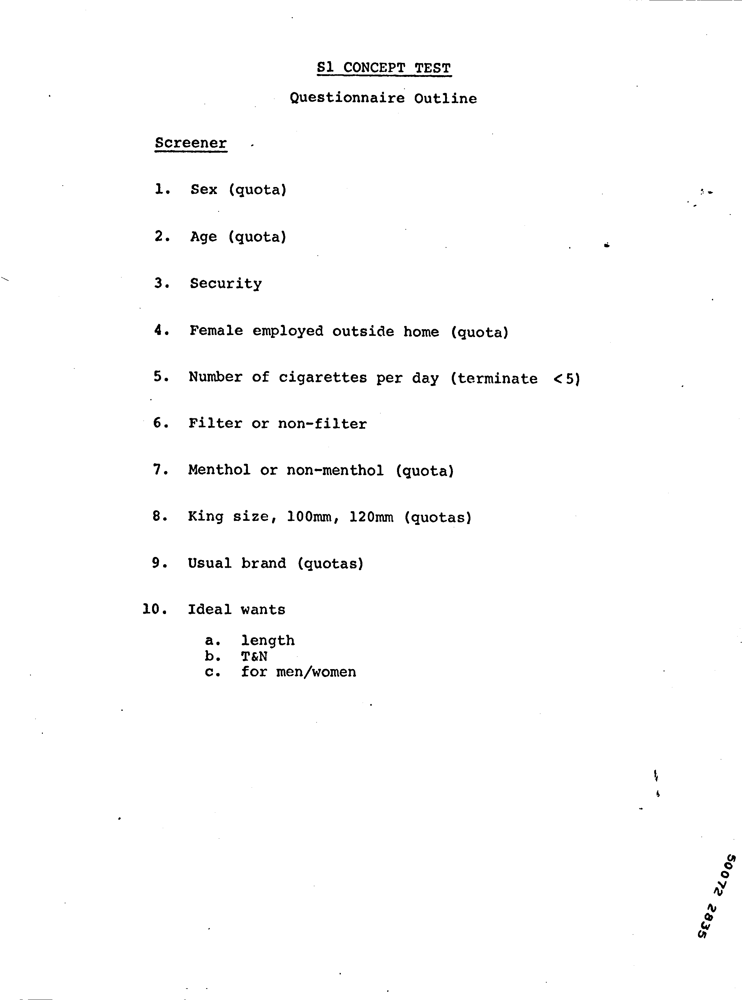 S1 CONCEPT TEST
Questionnaire Outline
Screener
1. Sex (quota)
2. Age (quota)
3. Security
4. Female employed outside home (quota)
5. Number of cigarettes per day (terminate <5)
6. Filter or non-filter
7. Menthol or non-menthol (quota)
8. King size, 100mm, 120mm (quotas)
9. Usual brand (quotas)
10. Ideal wants
a. length
b. T&N
c. for men/women
50072 2835